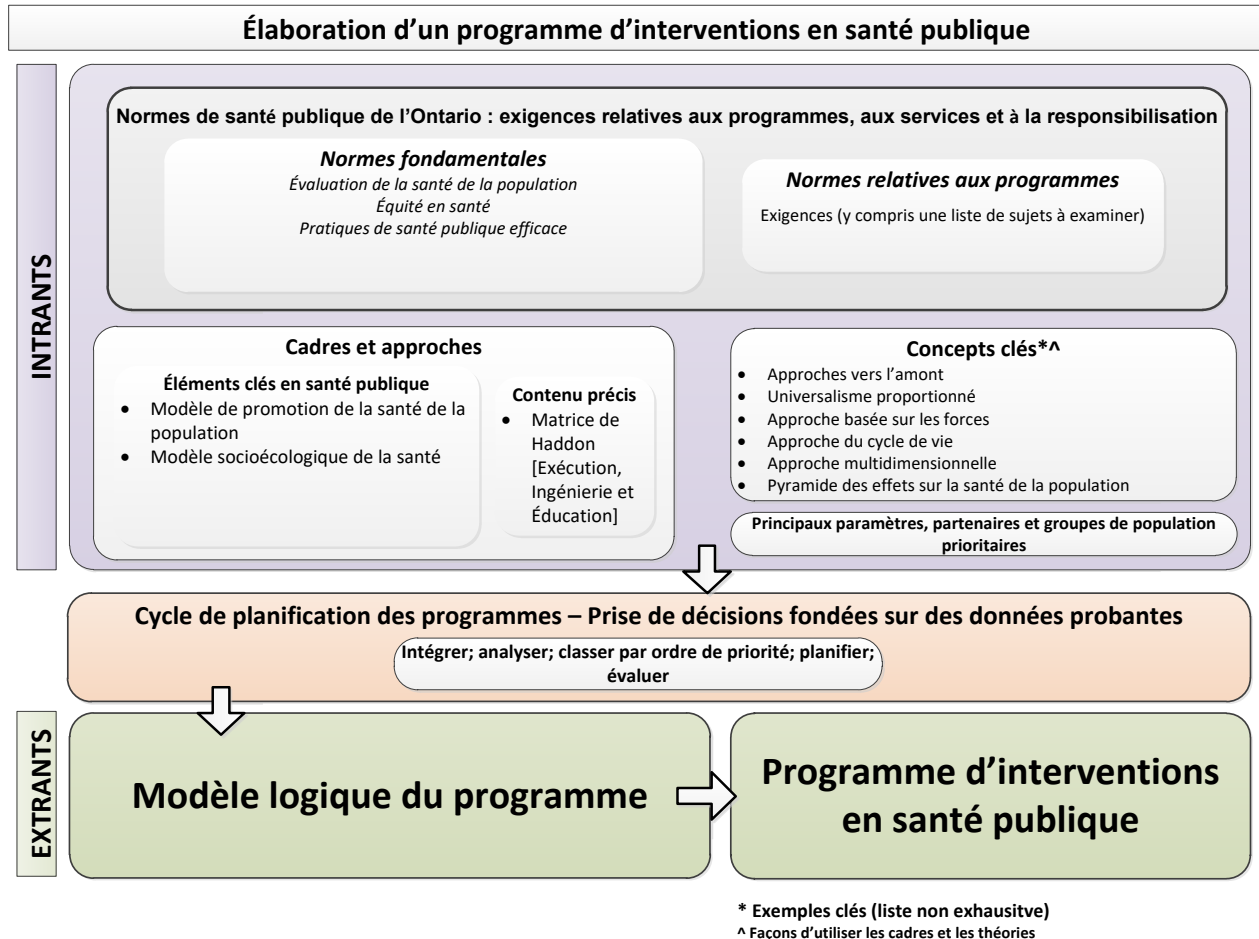 Élaboration d'un programme d'interventions en santé publique
INTRANTS
Normes de santé publique de l'Ontario : exigences relatives aux programmes, aux services et à la responsabilisation
Normes fondamentales
Évaluation de la santé de la population
Équité en santé
Pratiques de santé publique efficace
Normes relatives aux programmes
Exigences (y compris une liste de sujets à examiner)
Cadres et approches
Éléments clés en santé publique
• Modèle de promotion de la santé de la
population
• Modèle socioécologique de la santé
Contenu précis
• Matrice de
Haddon
[Exécution,
Ingénierie et
Éducation]
Concepts clés*^
• Approches vers l'amont
• Universalisme proportionné
• Approche basée sur les forces
• Approche du cycle de vie
• Approche multidimensionnelle
• Pyramide des effets sur la santé de la population
Principaux paramètres, partenaires et groupes de population
prioritaires
Cycle de planification des programmes – Prise de décisions fondées sur des données probantes
Intégrer; analyser; classer par ordre de priorité; planifier;
évaluer
EXTRANTS
Modèle logique du programme
Programme d'interventions
en santé publique
* Exemples clés (liste non exhausitve)
^ Façons d'utiliser les cadres et les théories